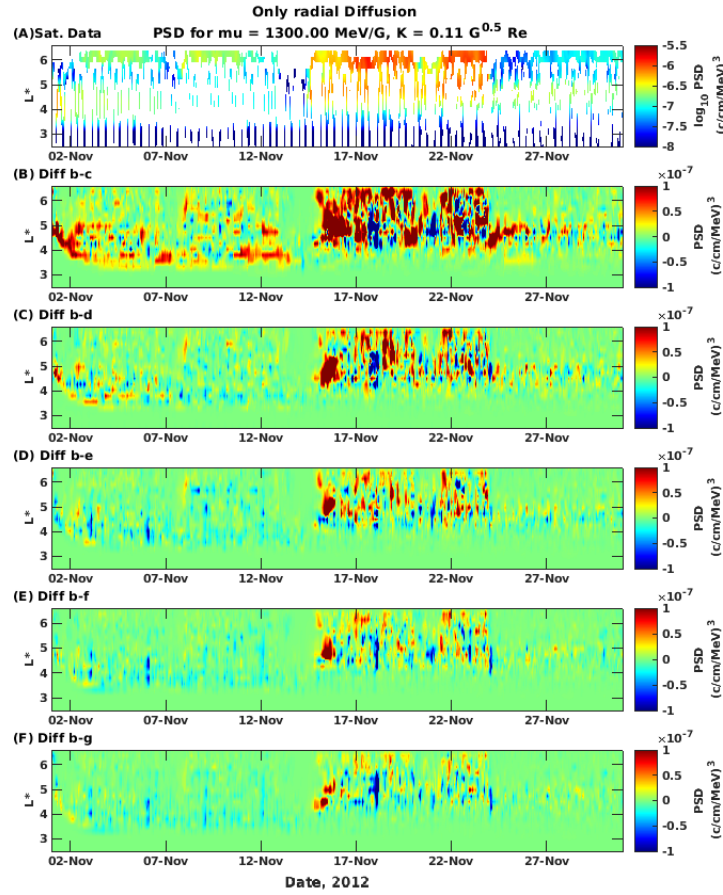 Only radial Diffusion
(A)Sat. Data PSD for mu = 1300.00 MeV/G, K = 0.11 G^0.5 Re
6
5
4
3
L*
02-Nov 07-Nov 12-Nov 17-Nov 22-Nov 27-Nov
-5.5
-6
-6.5
-7
-7.5
-8
log10 PSD
(c/cm/MeV)^3
(B) Diff b-c
6
5
4
3
L*
02-Nov 07-Nov 12-Nov 17-Nov 22-Nov 27-Nov
×10^-7
1
0.5
0
-0.5
-1
PSD
(c/cm/MeV)^3
(C) Diff b-d
6
5
4
3
L*
02-Nov 07-Nov 12-Nov 17-Nov 22-Nov 27-Nov
×10^-7
1
0.5
0
-0.5
-1
PSD
(c/cm/MeV)^3
(D) Diff b-e
6
5
4
3
L*
02-Nov 07-Nov 12-Nov 17-Nov 22-Nov 27-Nov
×10^-7
1
0.5
0
-0.5
-1
PSD
(c/cm/MeV)^3
(E) Diff b-f
6
5
4
3
L*
02-Nov 07-Nov 12-Nov 17-Nov 22-Nov 27-Nov
×10^-7
1
0.5
0
-0.5
-1
PSD
(c/cm/MeV)^3
(F) Diff b-g
6
5
4
3
L*
02-Nov 07-Nov 12-Nov 17-Nov 22-Nov 27-Nov
×10^-7
1
0.5
0
-0.5
-1
PSD
(c/cm/MeV)^3
Date, 2012